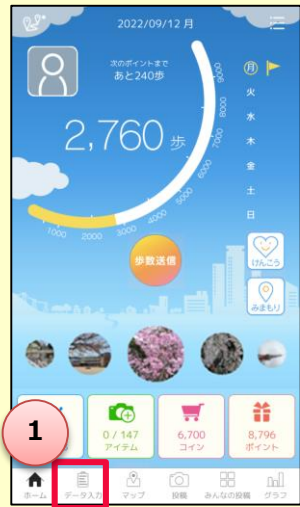 2022/09/12 月
次のポイントまで
あと240歩
2,760 歩
1000
2000
3000
4000
5000
6000
7000
8000
9000
月
火
水
木
金
土
日
歩数送信
けんこう
みまもり
1
0 / 147
アイテム
6,700
コイン
8,796
ポイント
ホーム
データ入力
マップ
投稿
みんなの投稿
グラフ